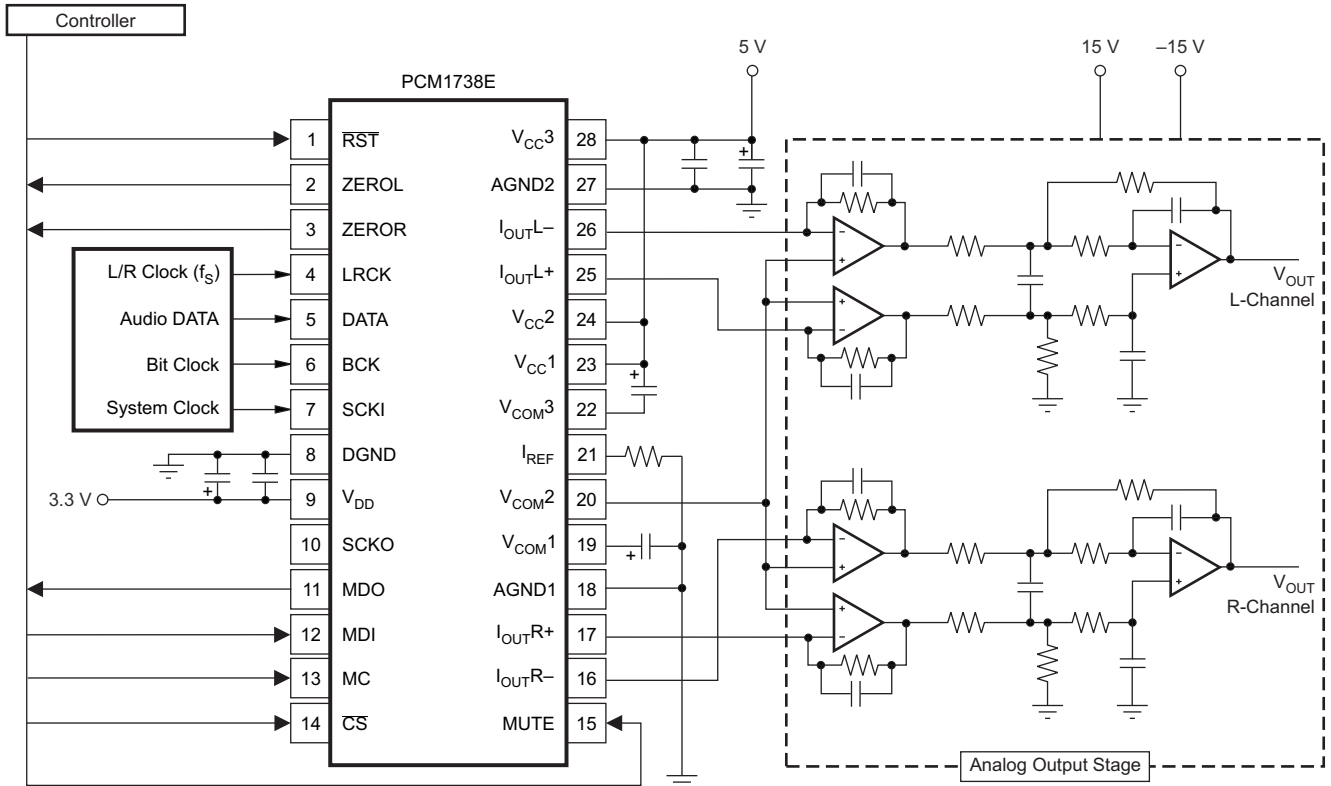 Controller
5 V
15 V
–15 V
PCM1738E
1 RST VCC3 28
2 ZEROL AGND2 27
3 ZEROR IOUTL– 26
L/R Clock (fS) 4 LRCK IOUTL+ 25
Audio DATA 5 DATA VCC2 24
Bit Clock 6 BCK VCC1 23
System Clock 7 SCKI VCOM3 22
8 DGND IREF 21
3.3 V 9 VDD VCOM2 20
10 SCKO VCOM1 19
11 MDO AGND1 18
12 MDI IOUTR+ 17
13 MC IOUTR– 16
14 CS MUTE 15
+
+
+
+
–
+
+
–
–
+
VOUT
L-Channel
–
+
+
–
–
+
VOUT
R-Channel
Analog Output Stage